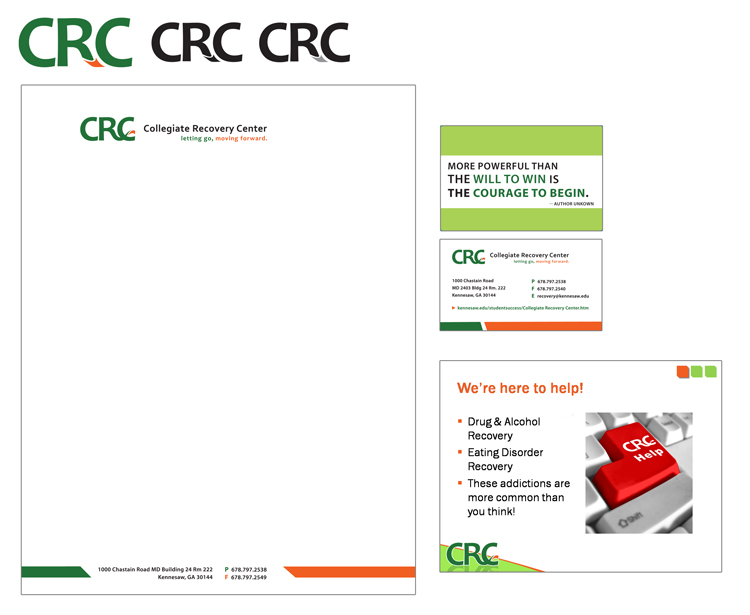 CRC CRC CRC
CRC Collegiate Recovery Center
letting go, moving forward.
1000 Chastain Road MD Building 24 Rm 222 P 678.797.2538
Kennesaw, GA 30144 F 678.797.2549
MORE POWERFUL THAN
THE WILL TO WIN IS
THE COURAGE TO BEGIN.
– AUTHOR UNKOWN
CRC Collegiate Recovery Center
letting go, moving forward.
1000 Chastain Road P 678.797.2538
MD 2403 Bldg 24 Rm. 222 F 678.797.2540
Kennesaw, GA 30144 E recovery@kennesaw.edu
kennesaw.edu/studentsuccess/Collegiate Recovery Center.htm
We're here to help!
Drug & Alcohol
Recovery
Eating Disorder
Recovery
These addictions are
more common than
you think!
CRC
Help
Shift
CRC